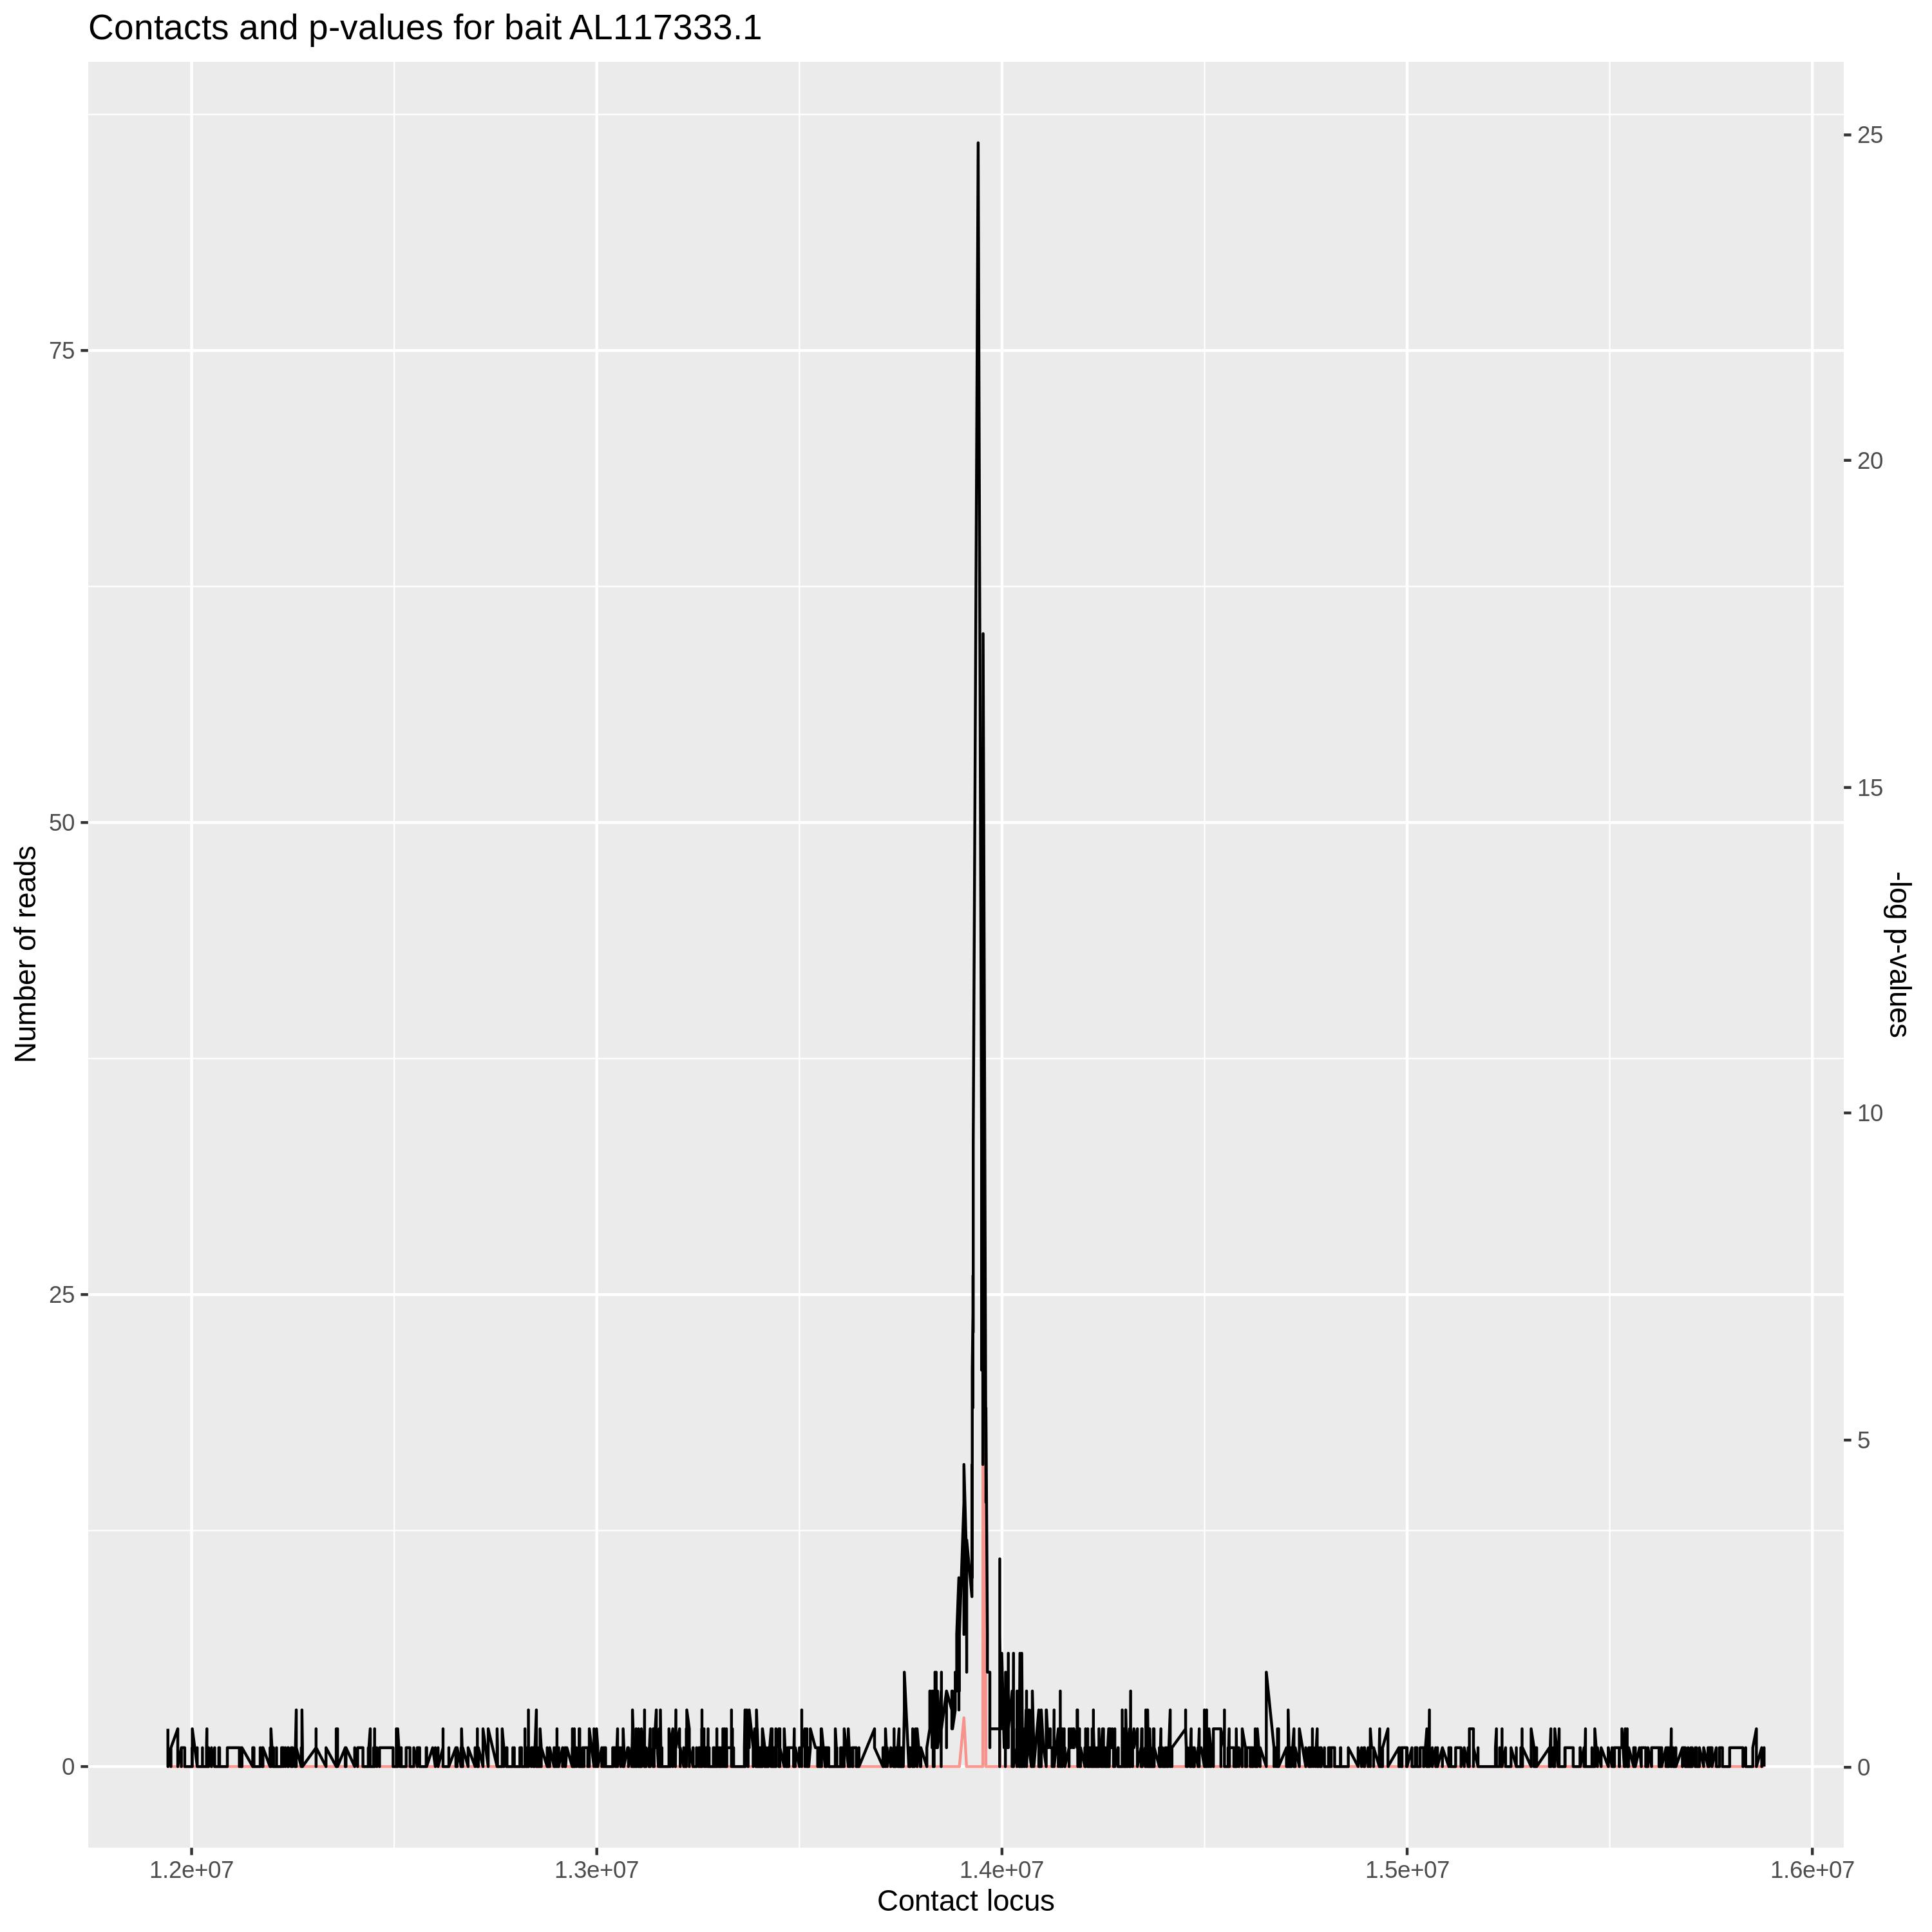 Contacts and p-values for bait AL117333.1
Number of reads
75
50
25
0
25
20
15
10
5
0
-log p-values
1.2e+07 1.3e+07 1.4e+07 1.5e+07 1.6e+07
Contact locus